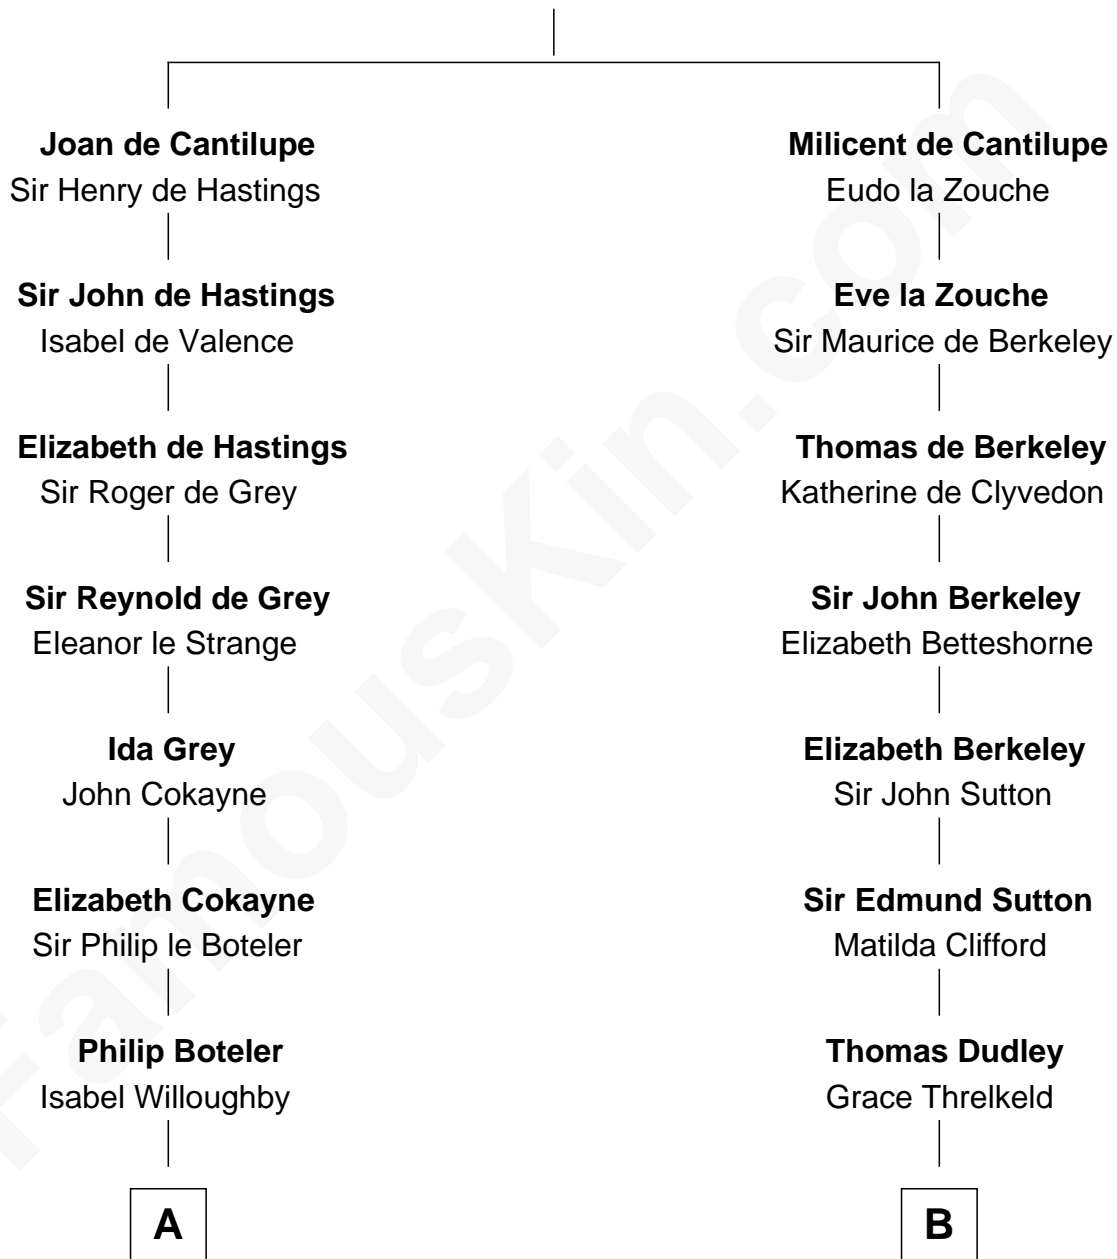 Joan de Cantilupe
Sir Henry de Hastings
Sir John de Hastings
Isabel de Valence
Elizabeth de Hastings
Sir Roger de Grey
Sir Reynold de Grey
Eleanor le Strange
Ida Grey
John Cokayne
Elizabeth Cokayne
Sir Philip le Boteler
Philip Boteler
Isabel Willoughby
A
Milicent de Cantilupe
Eudo la Zouche
Eve la Zouche
Sir Maurice de Berkeley
Thomas de Berkeley
Katherine de Clyvedon
Sir John Berkeley
Elizabeth Betteshorne
Elizabeth Berkeley
Sir John Sutton
Sir Edmund Sutton
Matilda Clifford
Thomas Dudley
Grace Threlkeld
B
FamousKin.com